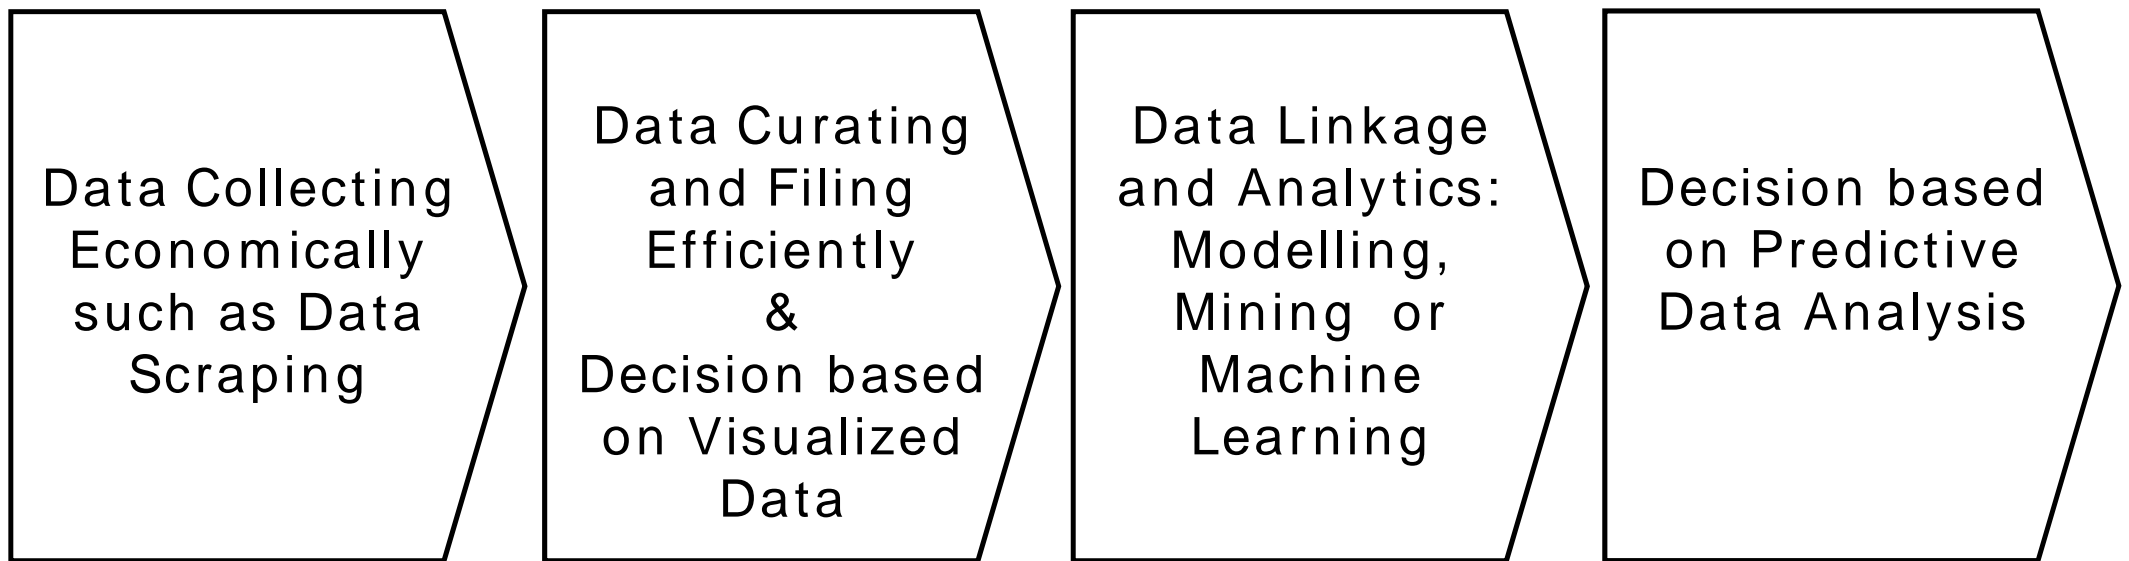 Data Collecting
Economically
such as Data
Scraping
Data Curating
and Filing
Efficiently
&
Decision based
on Visualized
Data
Data Linkage
and Analytics:
Modelling,
Mining or
Machine
Learning
Decision based
on Predictive
Data Analysis